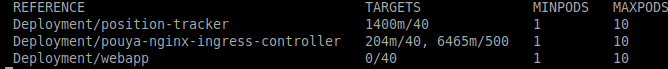 REFERENCE TARGETS MINPODS MAXPODS
Deployment/position-tracker 1400m/40 1 10
Deployment/pouya-nginx-ingress-controller 204m/40, 6465m/500 1 10
Deployment/webapp 0/40 1 10